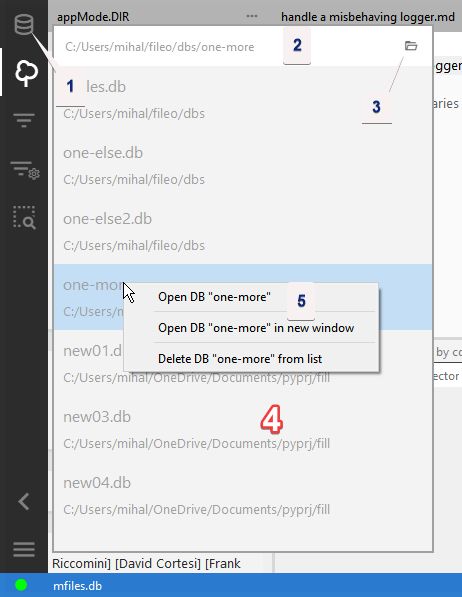 appMode.DIR
handle a misbehaving logger.md
C:/Users/mihal/fileo/dbs/one-more
2
1
les.db
3
C:/Users/mihal/fileo/dbs
one-else.db
C:/Users/mihal/fileo/dbs
one-else2.db
C:/Users/mihal/fileo/dbs
one-more
Open DB "one-more"
5
C:/Users/m
Open DB "one-more" in new window
new01.d
by co
Delete DB "one-more" from list
C:/Users/mihal/OneDrive/Documents/pyprj/fill
ector
new03.db
4
C:/Users/mihal/OneDrive/Documents/pyprj/fill
new04.db
C:/Users/mihal/OneDrive/Documents/pyprj/fill
Riccomini] [David Cortesi] [Frank
mfiles.db